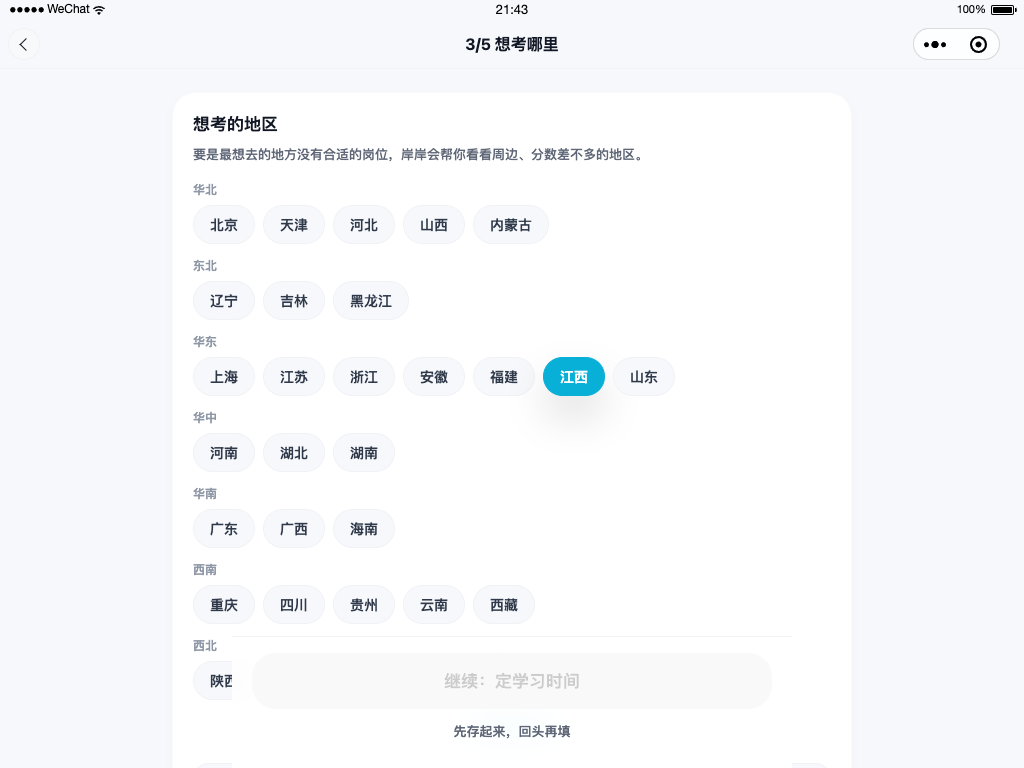 WeChat 21:43 100%
3/5 想考哪里
想考的地区
要是最想去的地方没有合适的岗位，岸岸会帮你看看周边、分数差不多的地区。
华北
北京 天津 河北 山西 内蒙古
东北
辽宁 吉林 黑龙江
华东
上海 江苏 浙江 安徽 福建 江西 山东
华中
河南 湖北 湖南
华南
广东 广西 海南
西南
重庆 四川 贵州 云南 西藏
西北
陕西
继续：定学习时间
先存起来，回头再填